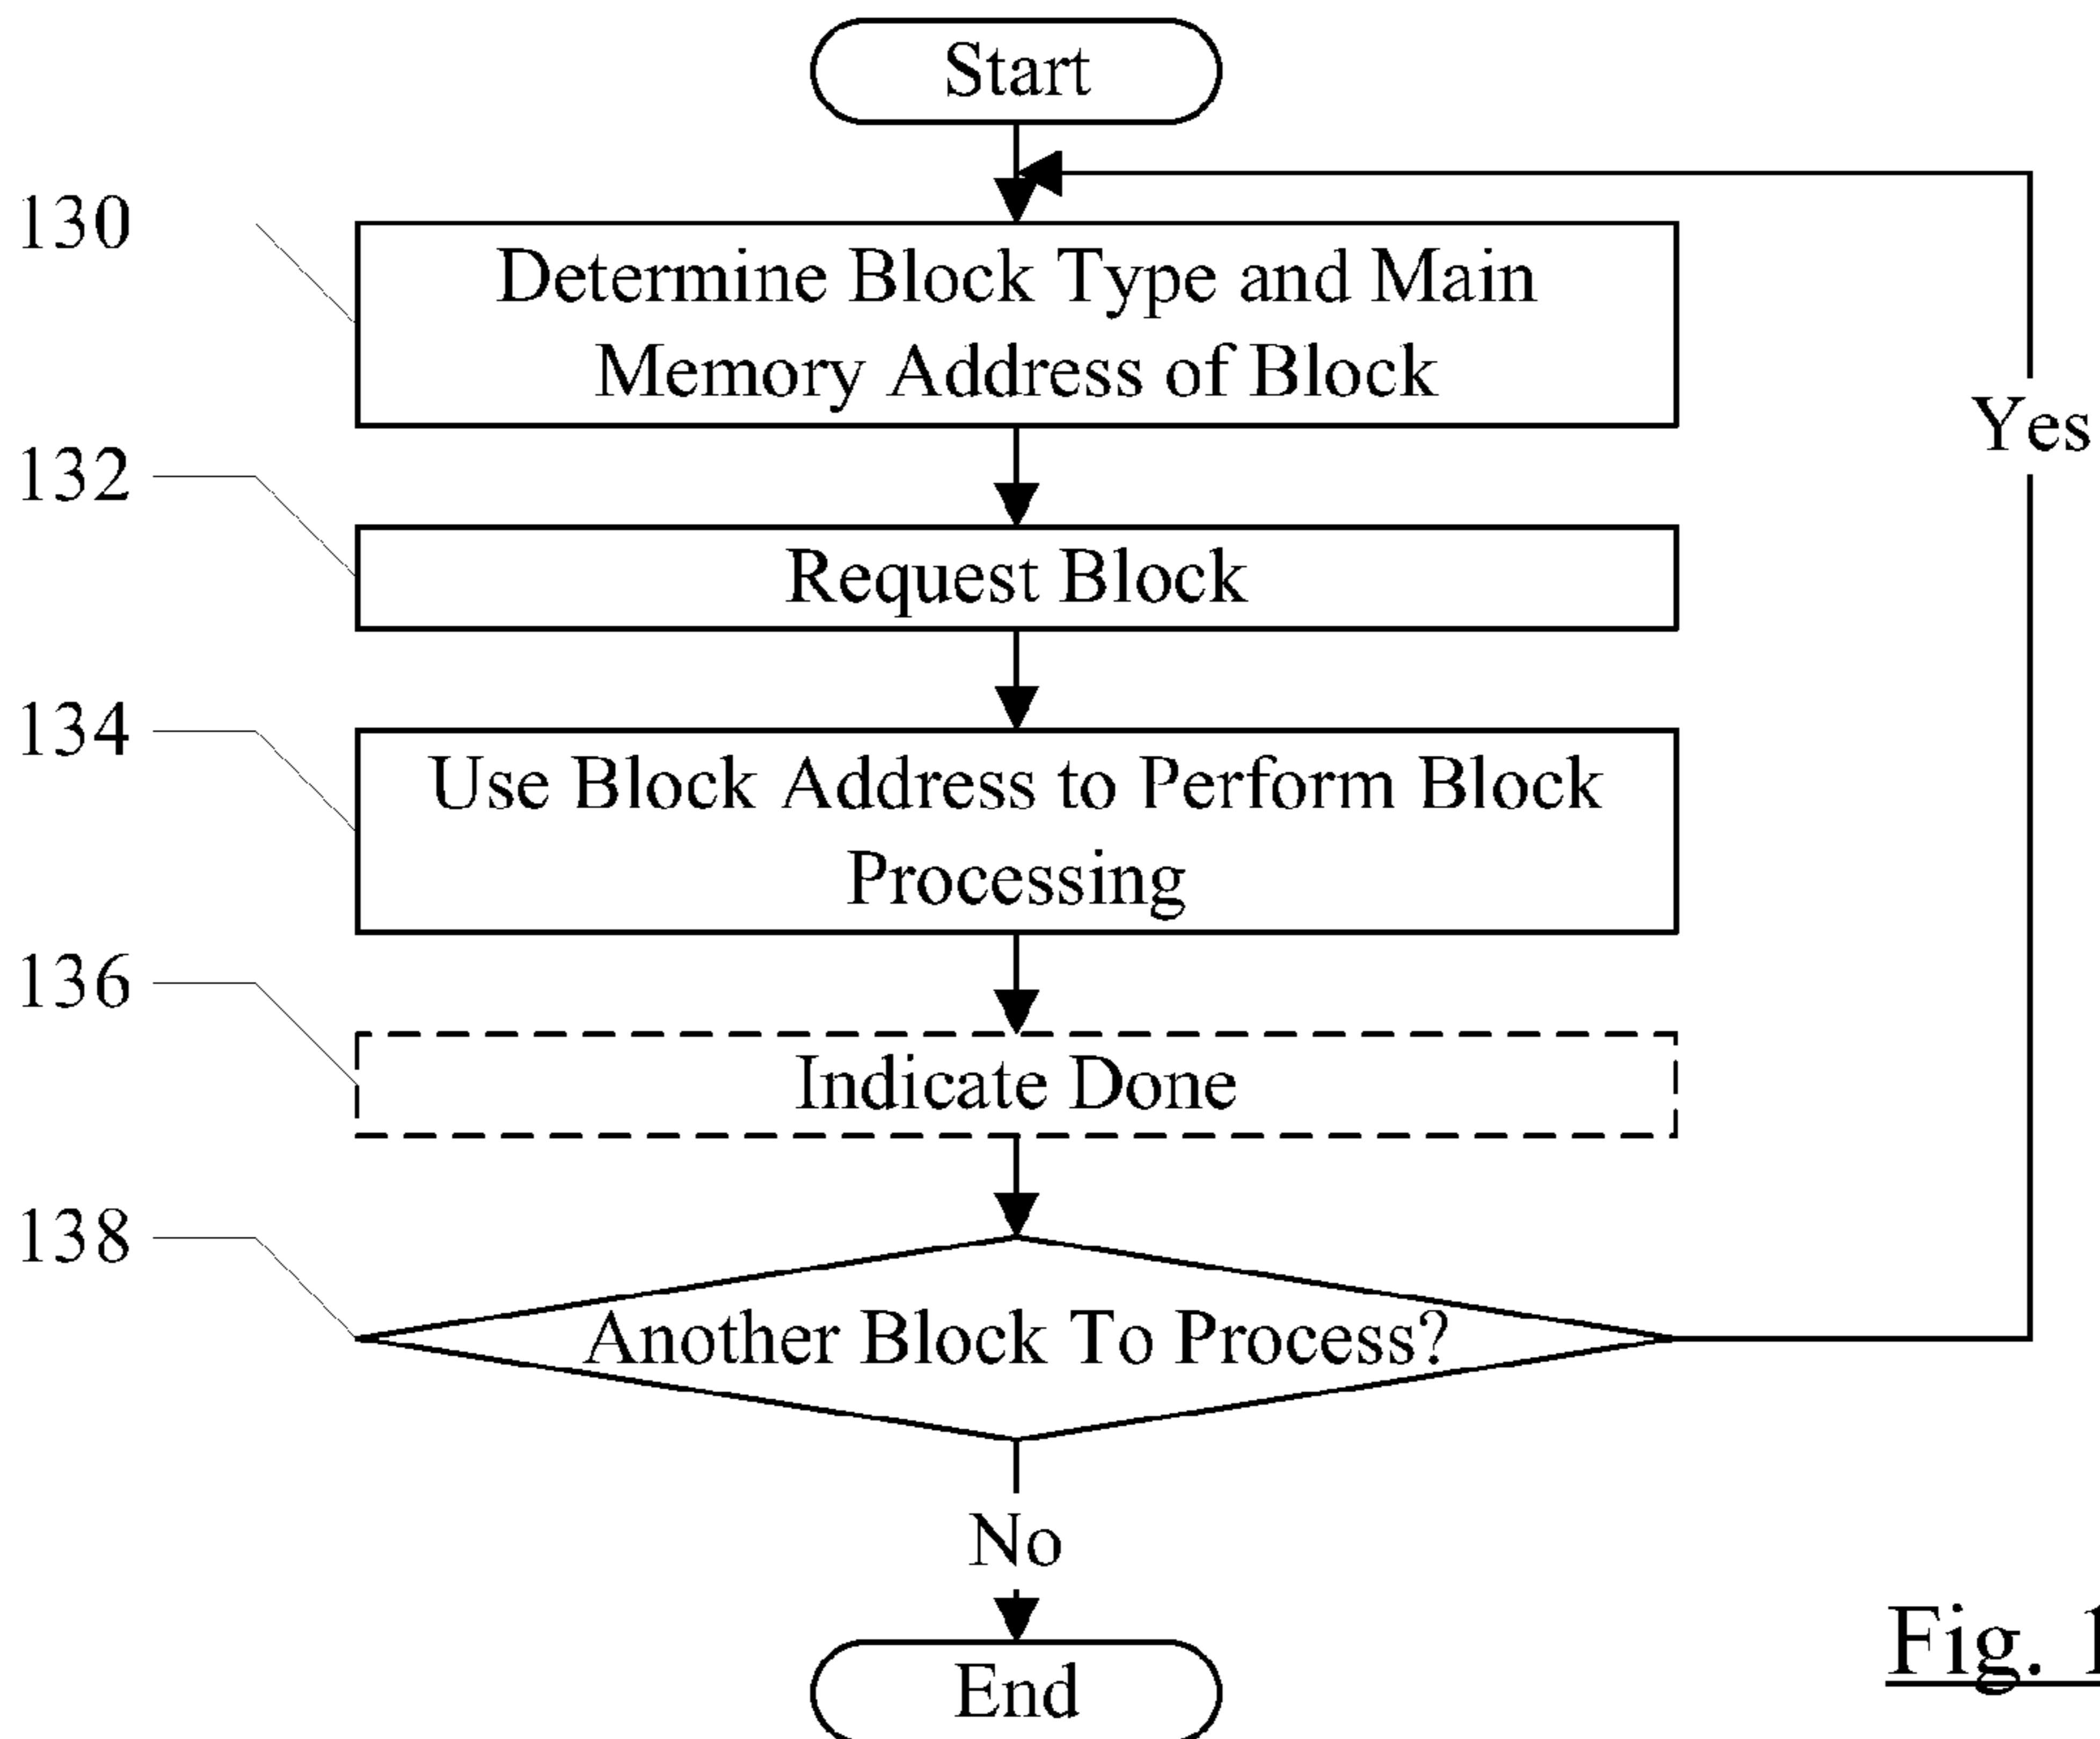 Start
130
Determine Block Type and Main
Memory Address of Block
Yes
132
Request Block
134
Use Block Address to Perform Block
Processing
136
Indicate Done
138
Another Block To Process?
No
Fig.
End